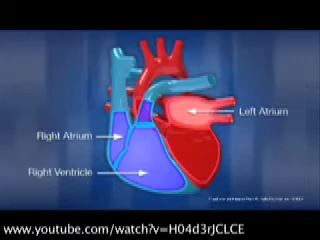 Left Atrium
Right Atrium
Right Ventricle
www.youtube.com/watch?v=H04d3rJCLCE